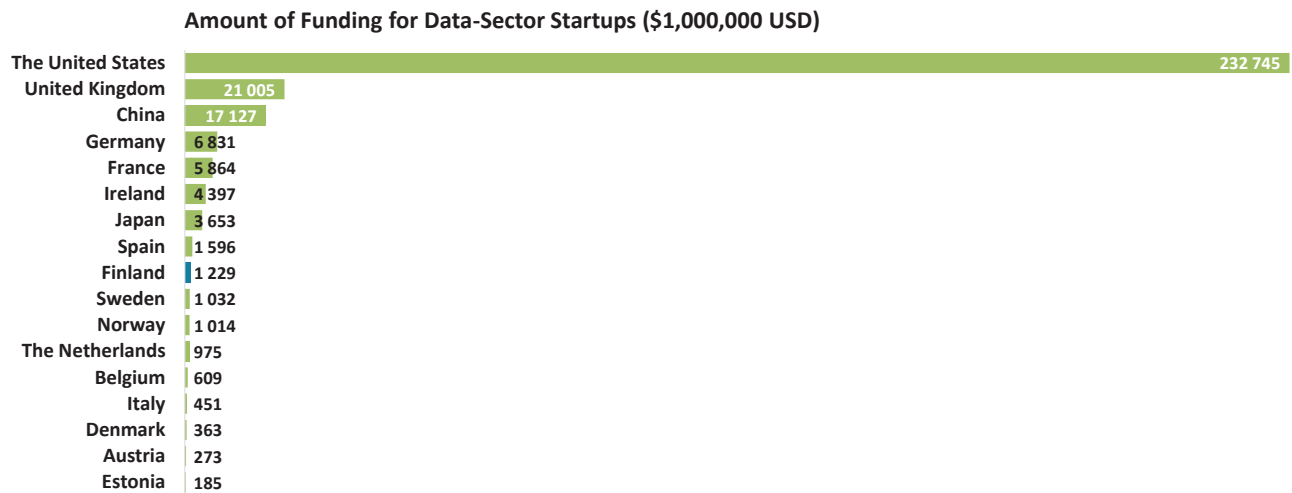 Amount of Funding for Data-Sector Startups ($1,000,000 USD)
The United States 232 745
United Kingdom 21 005
China 17 127
Germany 6 831
France 5 864
Ireland 4 397
Japan 3 653
Spain 1 596
Finland 1 229
Sweden 1 032
Norway 1 014
The Netherlands 975
Belgium 609
Italy 451
Denmark 363
Austria 273
Estonia 185